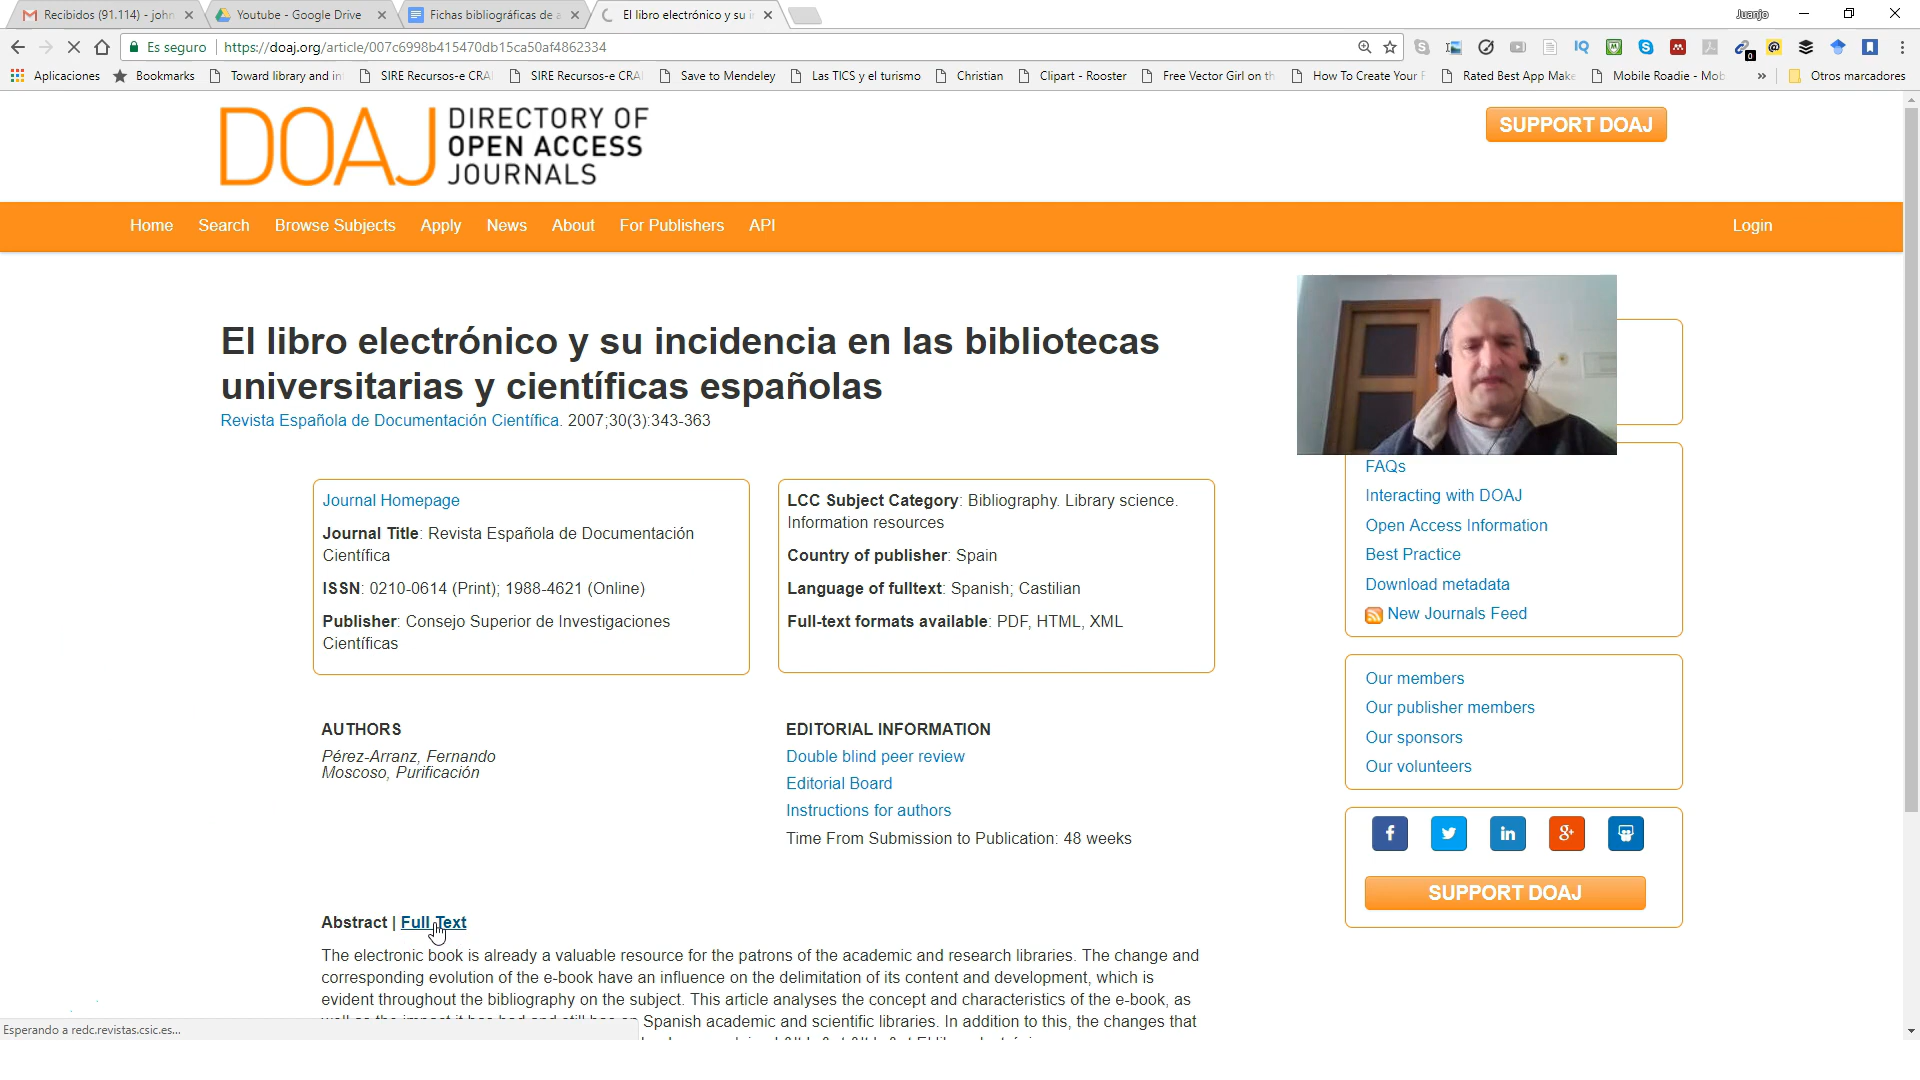 Recibidos (91.114) - john
Youtube - Google Drive
Fichas bibliográficas de a
El libro electrónico y su i
Juanjo
Es seguro
https://doaj.org/article/007c6998b415470db15ca50af4862334
Aplicaciones
Bookmarks
Toward library and in
SIRE Recursos-e CRA
SIRE Recursos-e CRA
Save to Mendeley
Las TICS y el turismo
Christian
Clipart - Rooster
Free Vector Girl on th
How To Create Your F
Rated Best App Make
Mobile Roadie - Mob
»
Otros marcadores
DOAJ
DIRECTORY OF
OPEN ACCESS
JOURNALS
SUPPORT DOAJ
Home
Search
Browse Subjects
Apply
News
About
For Publishers
API
Login
El libro electrónico y su incidencia en las bibliotecas
universitarias y científicas españolas
Revista Española de Documentación Científica. 2007;30(3):343-363
Journal Homepage
Journal Title: Revista Española de Documentación
Científica
ISSN: 0210-0614 (Print); 1988-4621 (Online)
Publisher: Consejo Superior de Investigaciones
Científicas
LCC Subject Category: Bibliography. Library science.
Information resources
Country of publisher: Spain
Language of fulltext: Spanish; Castilian
Full-text formats available: PDF, HTML, XML
AUTHORS
Pérez-Arranz, Fernando
Moscoso, Purificación
EDITORIAL INFORMATION
Double blind peer review
Editorial Board
Instructions for authors
Time From Submission to Publication: 48 weeks
Abstract | Full Text
The electronic book is already a valuable resource for the patrons of the academic and research libraries. The change and
corresponding evolution of the e-book have an influence on the delimitation of its content and development, which is
evident throughout the bibliography on the subject. This article analyses the concept and characteristics of the e-book, as
Spanish academic and scientific libraries. In addition to this, the changes that
Esperando a redc.revistas.csic.es...
FAQs
Interacting with DOAJ
Open Access Information
Best Practice
Download metadata
New Journals Feed
Our members
Our publisher members
Our sponsors
Our volunteers
SUPPORT DOAJ